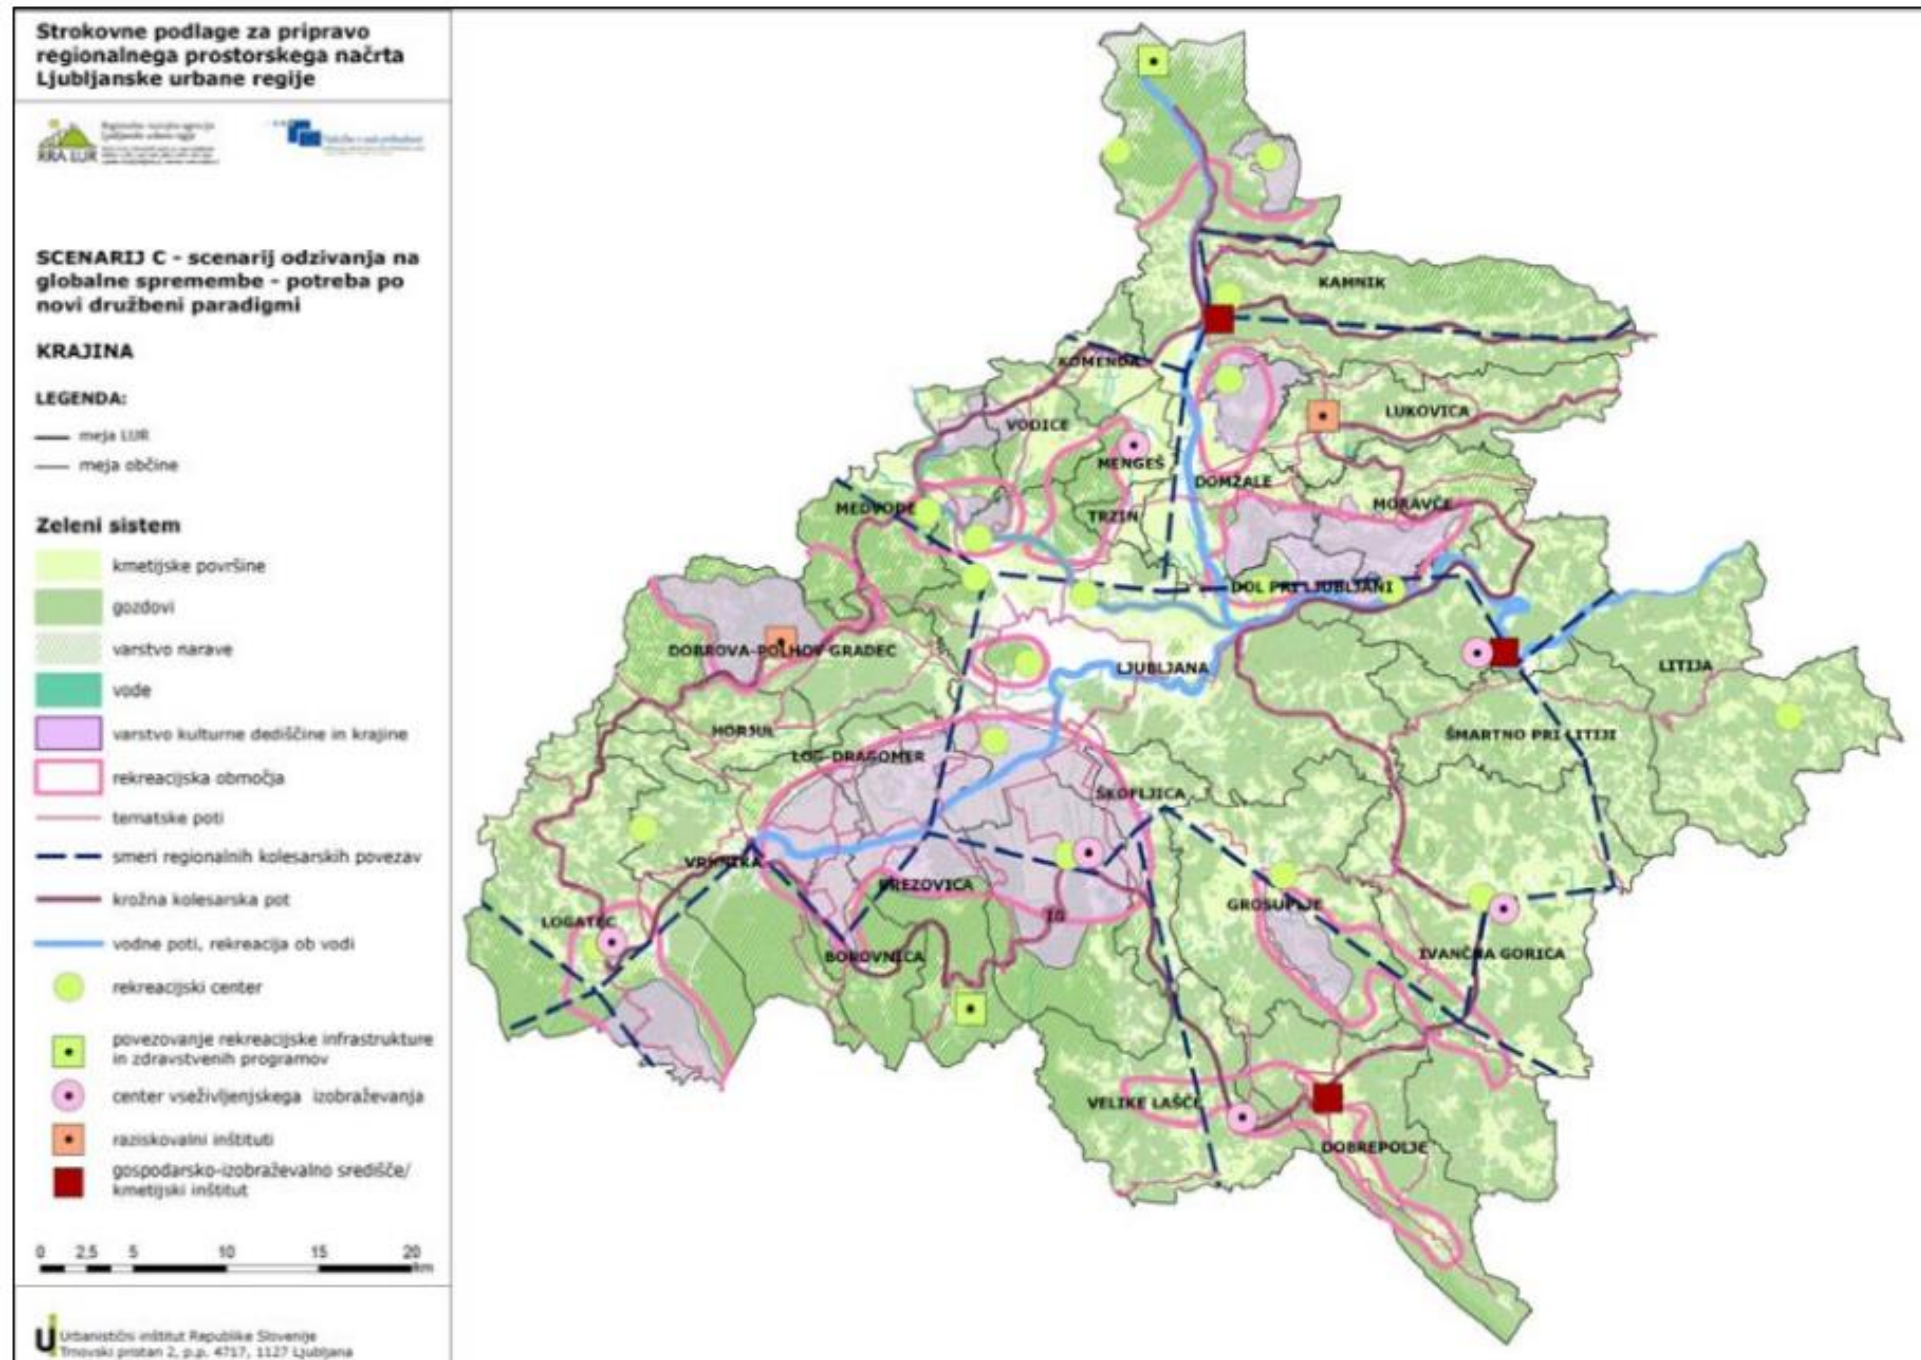 Strokovne podlage za pripravo
regionalnega prostorskega načrta
Ljubljanske urbane regije
RRA LUR
SCENARIJ C - scenarij odzivanja na
globalne spremembe - potreba po
novi družbeni paradigmi
KRAJINA
LEGENDA:
meja LUR
meja občine
Zeleni sistem
kmetijske površine
gozdovi
varstvo narave
vode
varstvo kulturne dediščine in krajine
rekreacijska območja
tematske poti
smeri regionalnih kolesarskih povezav
krožna kolesarska pot
vodne poti, rekreacija ob vodi
rekreacijski center
povezovanje rekreacijske infrastrukture
in zdravstvenih programov
center vseživljenjskega izobraževanja
raziskovalni inštituti
gospodarsko-izobraževalno središče/
kmetijski inštitut
0 2,5 5 10 15 20
km
Urbanistični inštitut Republike Slovenije
Trnovski pristan 2, p.p. 4717, 1127 Ljubljana
KAMNIK
KOMENDA
LUKOVICA
VODICE
MENGEŠ
DOMŽALE
MORAVČE
MEDVODE
TRZIN
DOL PRI LJUBLJANI
DOBROVA-POLHOV GRADEC
LJUBLJANA
LITIJA
HORJUL
ŠMARTNO PRI LITIJI
LOG-DRAGOMER
ŠKOFLJICA
VRHNIKA
BREZOVICA
GROSUPLJE
IG
LOGATEC
BOROVNICA
IVANČNA GORICA
VELIKE LAŠČE
DOBREPOLJE